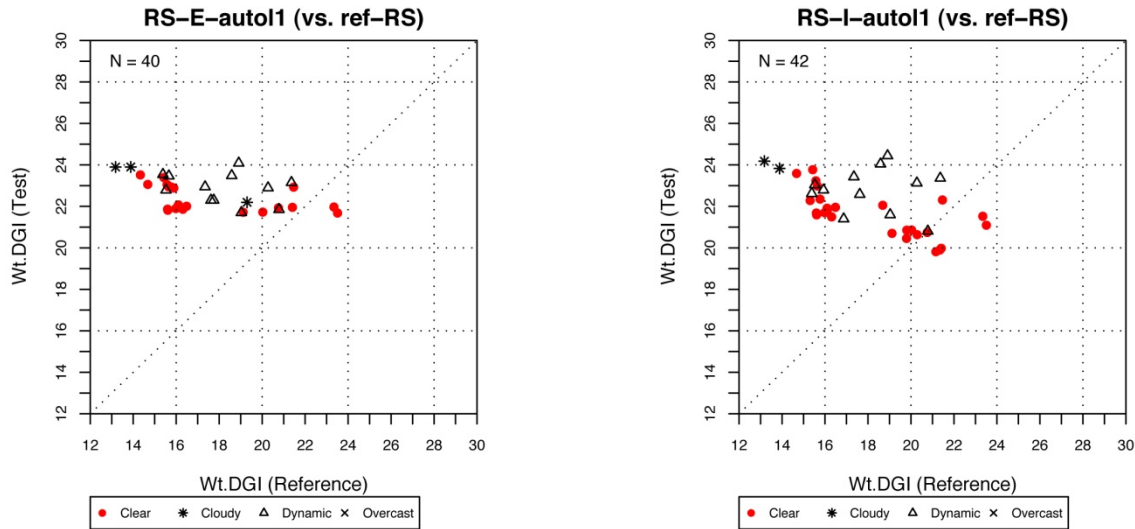 RS-E-autol1 (vs. ref-RS)
N = 40
Wt.DGI (Test)
30
28
26
24
22
20
18
16
14
12
12 14 16 18 20 22 24 26 28 30
Wt.DGI (Reference)
Clear Cloudy Dynamic Overcast
RS-I-autol1 (vs. ref-RS)
N = 42
Wt.DGI (Test)
30
28
26
24
22
20
18
16
14
12
12 14 16 18 20 22 24 26 28 30
Wt.DGI (Reference)
Clear Cloudy Dynamic Overcast